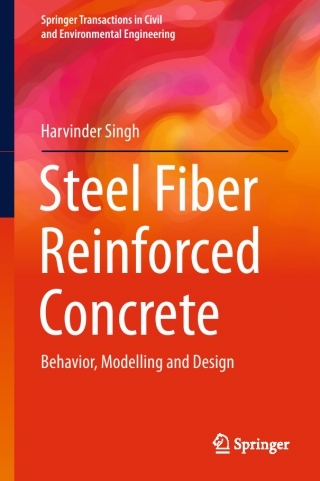 Springer Transactions in Civil
and Environmental Engineering
Harvinder Singh
Steel Fiber
Reinforced
Concrete
Behavior, Modelling and Design
Springer